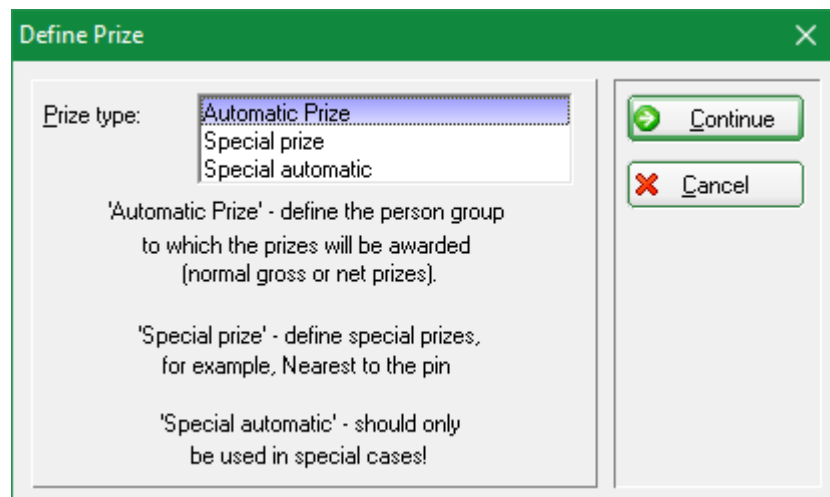 Define Prize
Prize type:
Automatic Prize
Special prize
Special automatic
'Automatic Prize' - define the person group
to which the prizes will be awarded
(normal gross or net prizes).
'Special prize' - define special prizes,
for example, Nearest to the pin
'Special automatic' - should only
be used in special cases!
Continue
Cancel